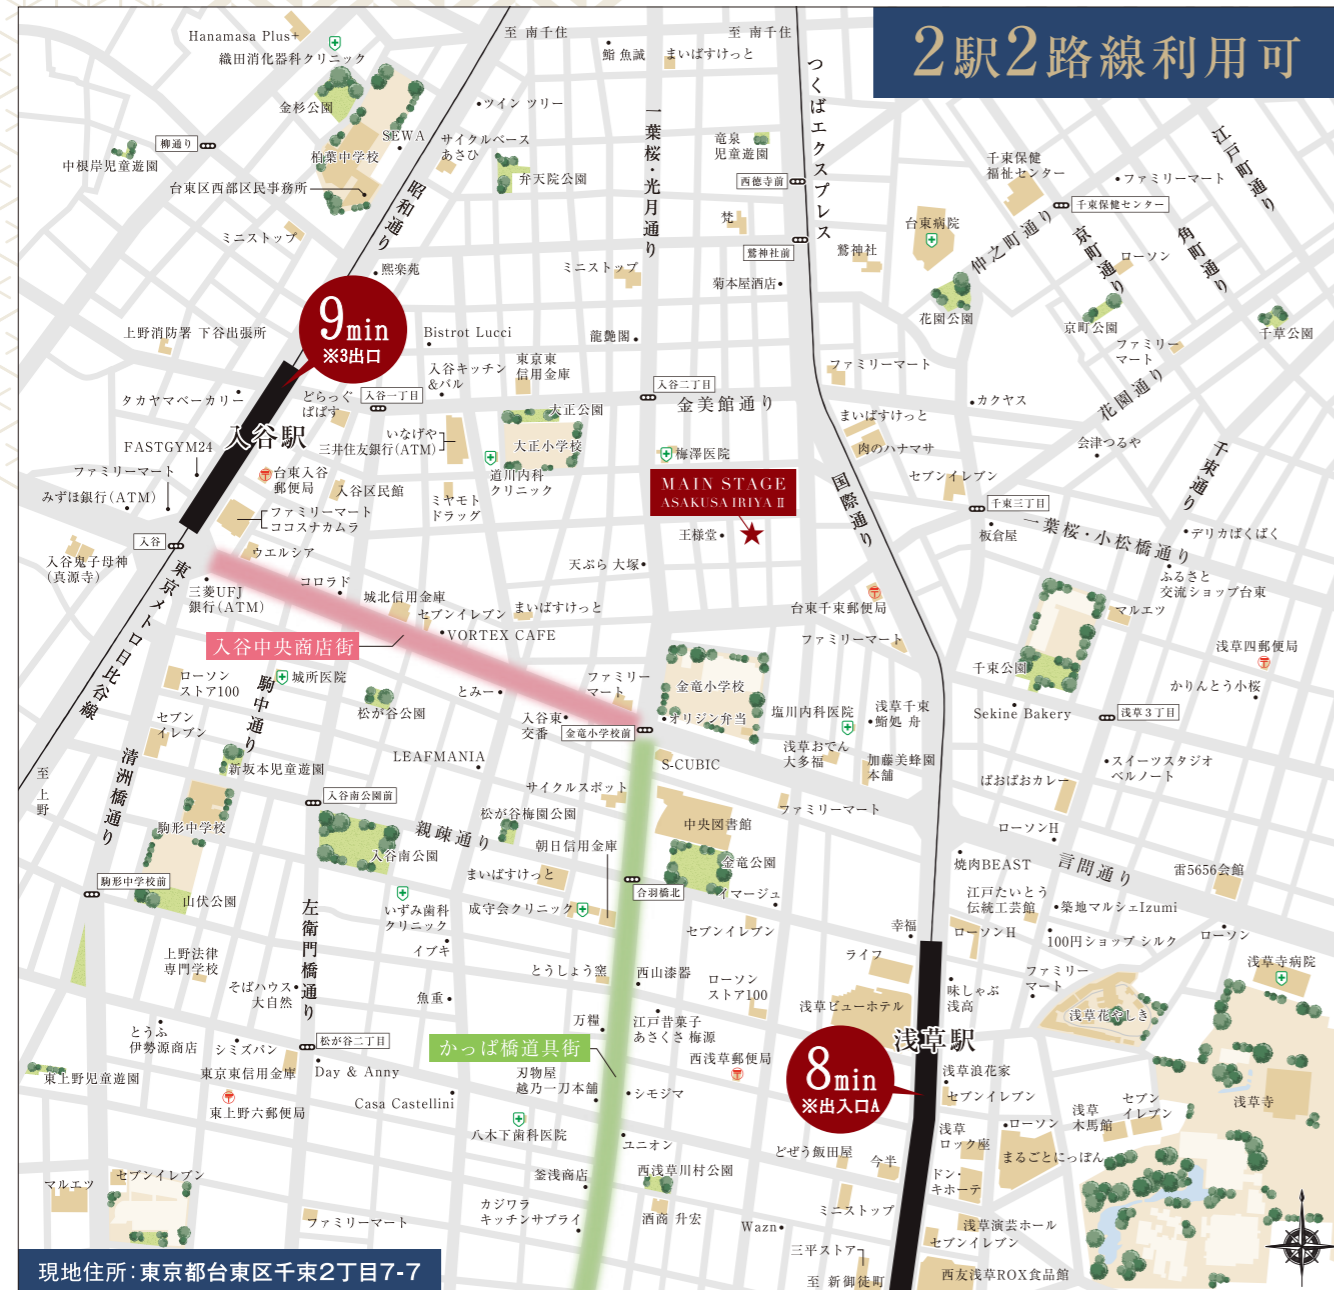 2駅2路線利用可
Hanamasa Plus+
織田消化器科クリニック
金杉公園
柳通り
中根岸児童遊園
SEWA
柏葉中学校
台東区西部区民事務所
ミニストップ
至 南千住
鮨 魚誠
まいばすけっと
至 南千住
ツイン ツリー
サイクルベース
あさひ
弁天院公園
昭和通り
熙楽苑
一葉桜・光月通り
竜泉
児童遊園
西徳寺前
梵
鷲神社前
菊本屋酒店
つくばエクスプレス
鷲神社
台東病院
千束保健
福祉センター
ファミリーマート
千束保健センター
江戸町通り
仲之町通り
京町通り
角町通り
ローソン
花園公園
京町公園
千草公園
ファミリー
マート
花園通り
ミニストップ
龍艶閣
上野消防署 下谷出張所
9min
※3出口
Bistrot Lucci
入谷キッチン
&バル
東京東
信用金庫
入谷一丁目
入谷二丁目
金美館通り
タカヤマベーカリー
どらっぐ
ぱぱす
入谷駅
いなげや
三井住友銀行(ATM)
大正公園
大正小学校
FASTGYM24
ファミリーマート
みずほ銀行(ATM)
台東入谷
郵便局
入谷区民館
ミヤモト
ドラッグ
道川内科
クリニック
梅澤医院
MAIN STAGE
ASAKUSA IRIYA Ⅱ
王様堂
ファミリーマート
カクヤス
まいばすけっと
肉のハナマサ
セブンイレブン
会津つるや
千束三丁目
千束通り
国際通り
板倉屋
一葉桜・小松橋通り
デリカぱくぱく
ふるさと
交流ショップ台東
マルエツ
浅草四郵便局
かりんとう小桜
入谷
入谷鬼子母神
(真源寺)
ファミリーマート
ココスナカムラ
ウエルシア
コロラド
三菱UFJ
銀行(ATM)
城北信用金庫
セブンイレブン
まいばすけっと
天ぷら 大塚
VORTEX CAFE
入谷中央商店街
東京メトロ日比谷線
ローソン
ストア100
駒中通り
城所医院
松が谷公園
とみー
ファミリー
マート
入谷東
交番
金竜小学校前
オリジン弁当
金竜小学校
台東千束郵便局
ファミリーマート
塩川内科医院
浅草千束
鮨処 舟
千束公園
Sekine Bakery
浅草3丁目
セブン
イレブン
清洲橋通り
新坂本児童遊園
LEAFMANIA
S-CUBIC
浅草おでん
大多福
加藤美蜂園
本舗
スイーツスタジオ
ベルノート
ぱおぱおカレー
至 上野
入谷南公園前
サイクルスポット
松が谷梅園公園
中央図書館
ファミリーマート
ローソンH
駒形中学校
親疎通り
入谷南公園
朝日信用金庫
金竜公園
言問通り
駒形中学校前
山伏公園
まいばすけっと
合羽橋北
イマージュ
焼肉BEAST
雷5656会館
いずみ歯科
クリニック
成守会クリニック
セブンイレブン
江戸たいとう
伝統工芸館
築地マルシェIzumi
左衛門橋通り
イブキ
幸福
ローソンH
100円ショップ シルク
ローソン
上野法律
専門学校
とうしょう窯
西山漆器
ローソン
ストア100
ライフ
ファミリー
マート
浅草寺病院
そばハウス
大自然
魚重
味しゃぶ
浅高
浅草ビューホテル
浅草花やしき
とうふ
伊勢源商店
万糧
江戸昔菓子
あさくさ 梅源
浅草駅
シミズパン
松が谷二丁目
かっぱ橋道具街
西浅草郵便局
8min
※出入口A
東上野児童遊園
東京東信用金庫
Day & Anny
刃物屋
越乃一刀本舗
シモジマ
浅草浪花家
セブンイレブン
浅草寺
東上野六郵便局
Casa Castellini
八木下歯科医院
ユニオン
浅草
ロック座
ローソン
浅草
木馬館
セブン
イレブン
どぜう飯田屋
今半
まるごとにっぽん
マルエツ
セブンイレブン
釜浅商店
西浅草川村公園
ドン・
キホーテ
カジワラ
キッチンサプライ
酒商 升宏
ミニストップ
浅草演芸ホール
ファミリーマート
Wazn
セブンイレブン
三平ストア
西友浅草ROX食品館
至 新御徒町
現地住所:東京都台東区千束2丁目7-7